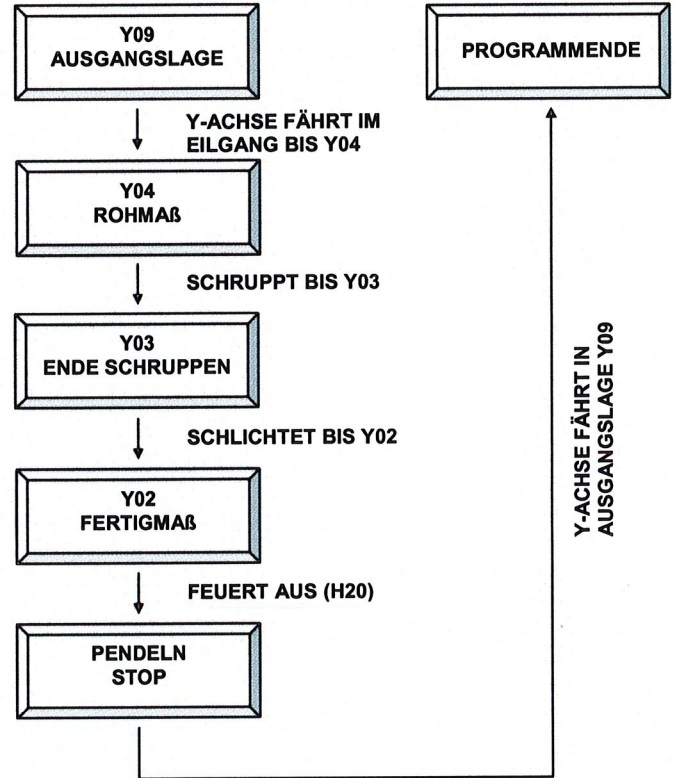 Y09
AUSGANGSLAGE
PROGRAMMENDE
Y-ACHSE FÄHRT IM
EILGANG BIS Y04
Y04
ROHMAß
SCHRUPPT BIS Y03
Y03
ENDE SCHRUPPEN
SCHLICHTET BIS Y02
Y02
FERTIGMAß
FEUERT AUS (H20)
PENDELN
STOP
Y-ACHSE FÄHRT IN
AUSGANGSLAGE Y09